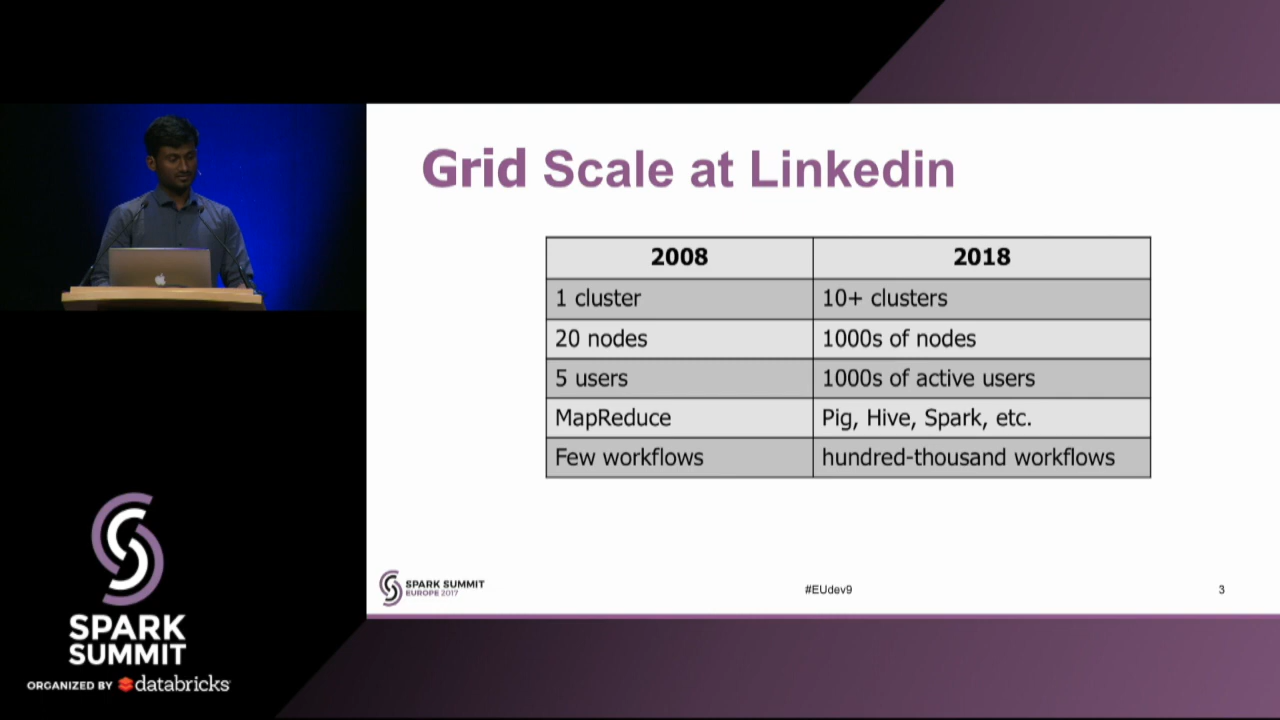 Grid Scale at Linkedin
2008 2018
1 cluster 10+ clusters
20 nodes 1000s of nodes
5 users 1000s of active users
MapReduce Pig, Hive, Spark, etc.
Few workflows hundred-thousand workflows
SPARK SUMMIT
EUROPE 2017
#EUdev9
3
SPARK
SUMMIT
ORGANIZED BY databricks